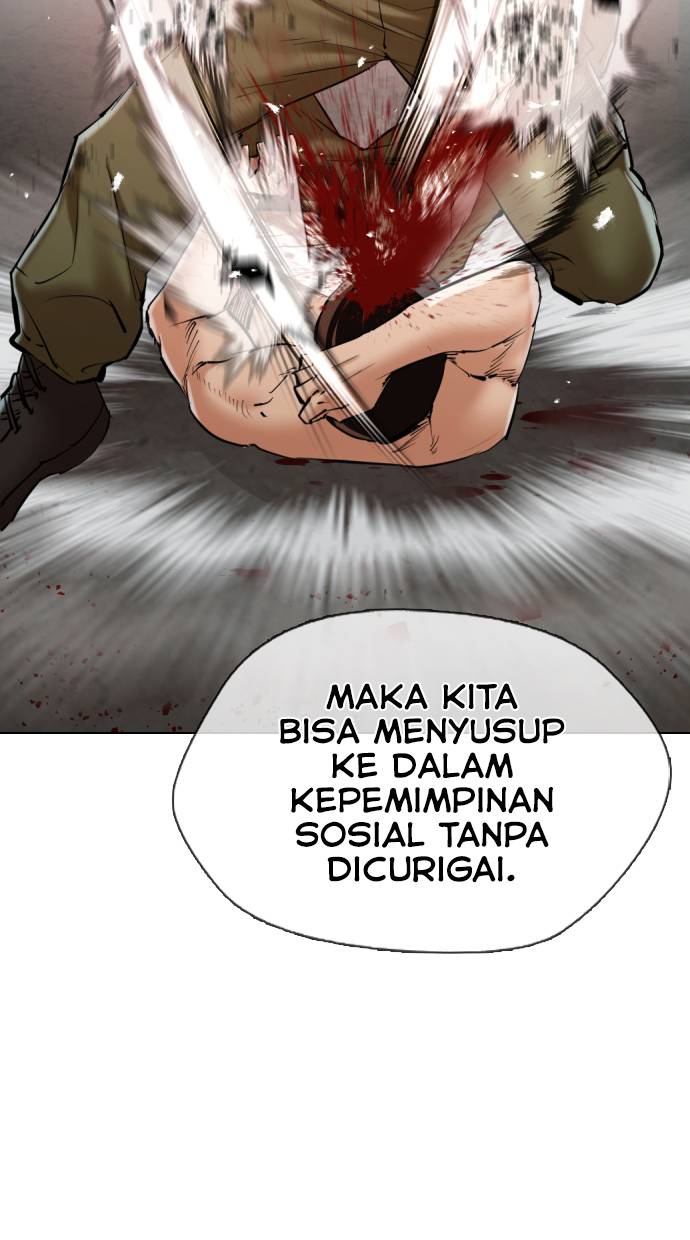 MAKA KITA
BISA MENYUSUP
KE DALAM
KEPEMIMPINAN
SOSIAL TANPA
DICURIGAI.